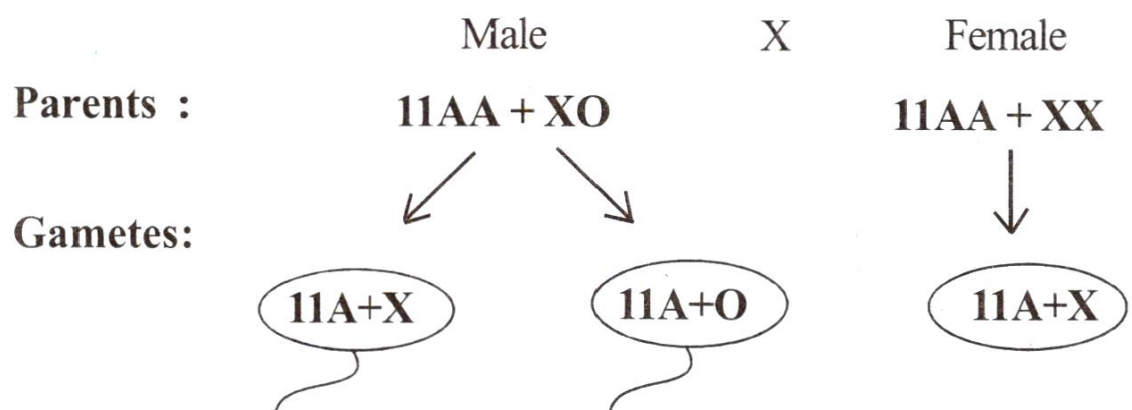 Male X Female
Parents : 11AA + XO 11AA + XX
Gametes:
11A+X 11A+O 11A+X